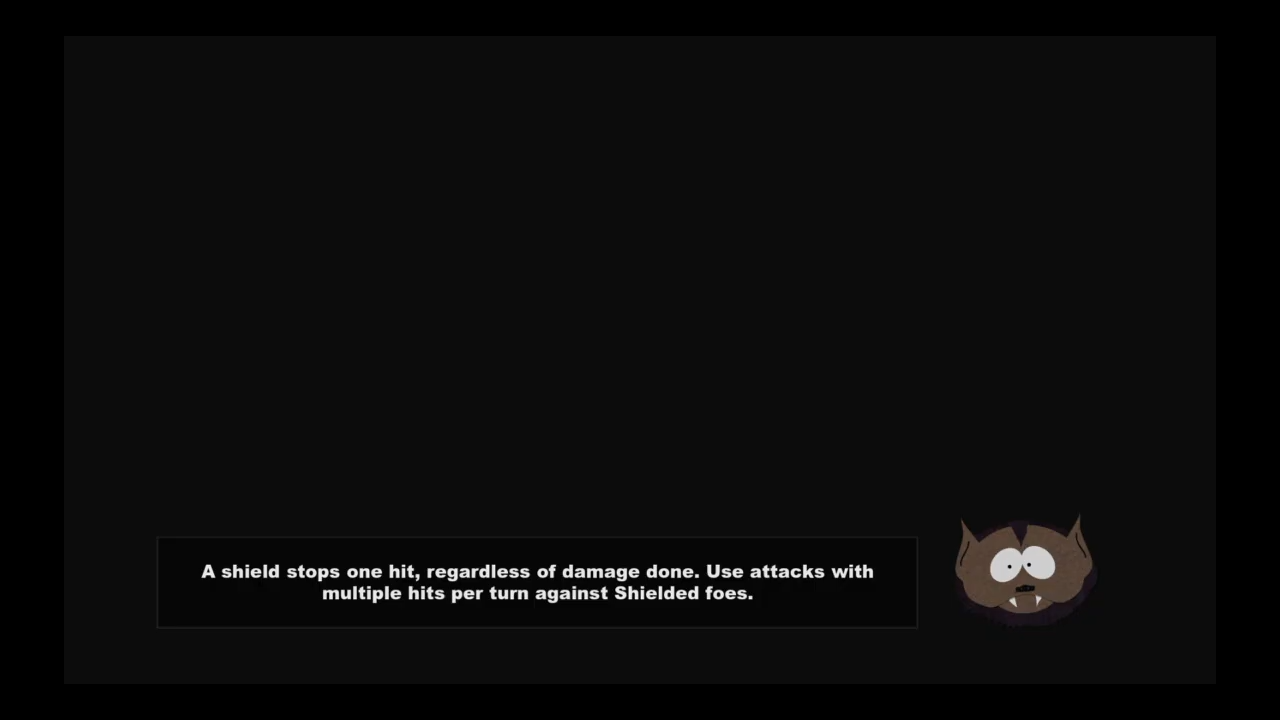 A shield stops one hit, regardless of damage done. Use attacks with
multiple hits per turn against Shielded foes.